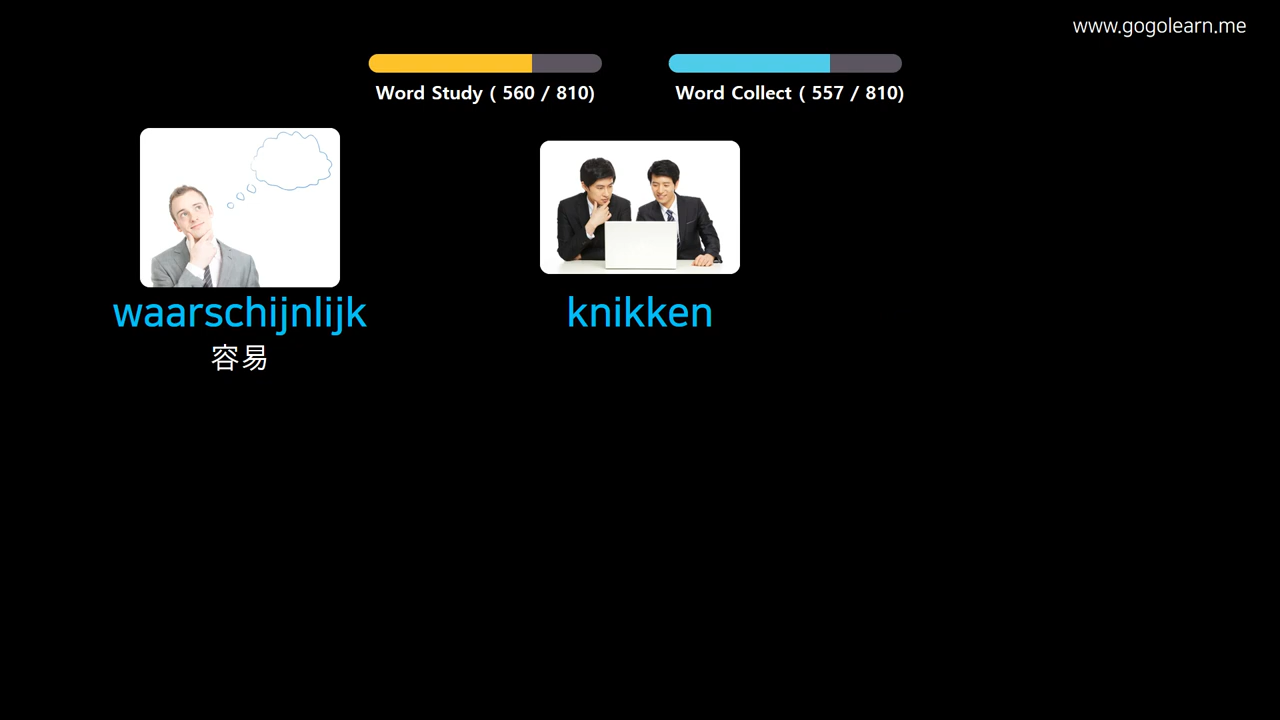 www.gogolearn.me
Word Study ( 560 / 810)
Word Collect ( 557 / 810)
waarschijnlijk
knikken
容易